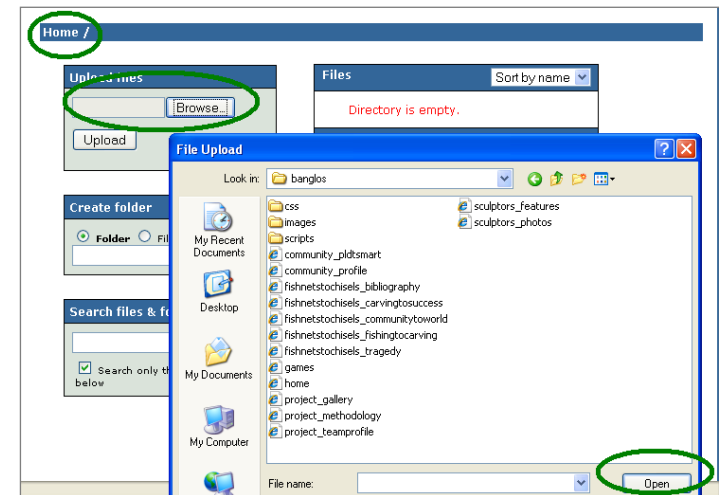 Home /
Upload files
Browse...
Upload
Files
Sort by name
Directory is empty.
Create folder
Folder
Fil
Search files & fo
Search only th
below
File Upload
Look in:
banglos
My Recent
Documents
Desktop
My Documents
My Computer
css
images
scripts
community_pldtsmart
community_profile
fishnetstochisels_bibliography
fishnetstochisels_carvingtosuccess
fishnetstochisels_communitytoworld
fishnetstochisels_fishingtocarving
fishnetstochisels_tragedy
games
home
project_gallery
project_methodology
project_teamprofile
sculptors_features
sculptors_photos
File name:
Open